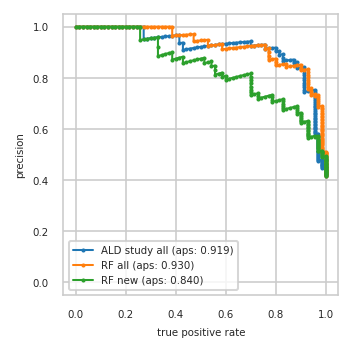 1.0
0.8
0.6
0.4
0.2
0.0
precision
ALD study all (aps: 0.919)
RF all (aps: 0.930)
RF new (aps: 0.840)
0.0 0.2 0.4 0.6 0.8 1.0
true positive rate